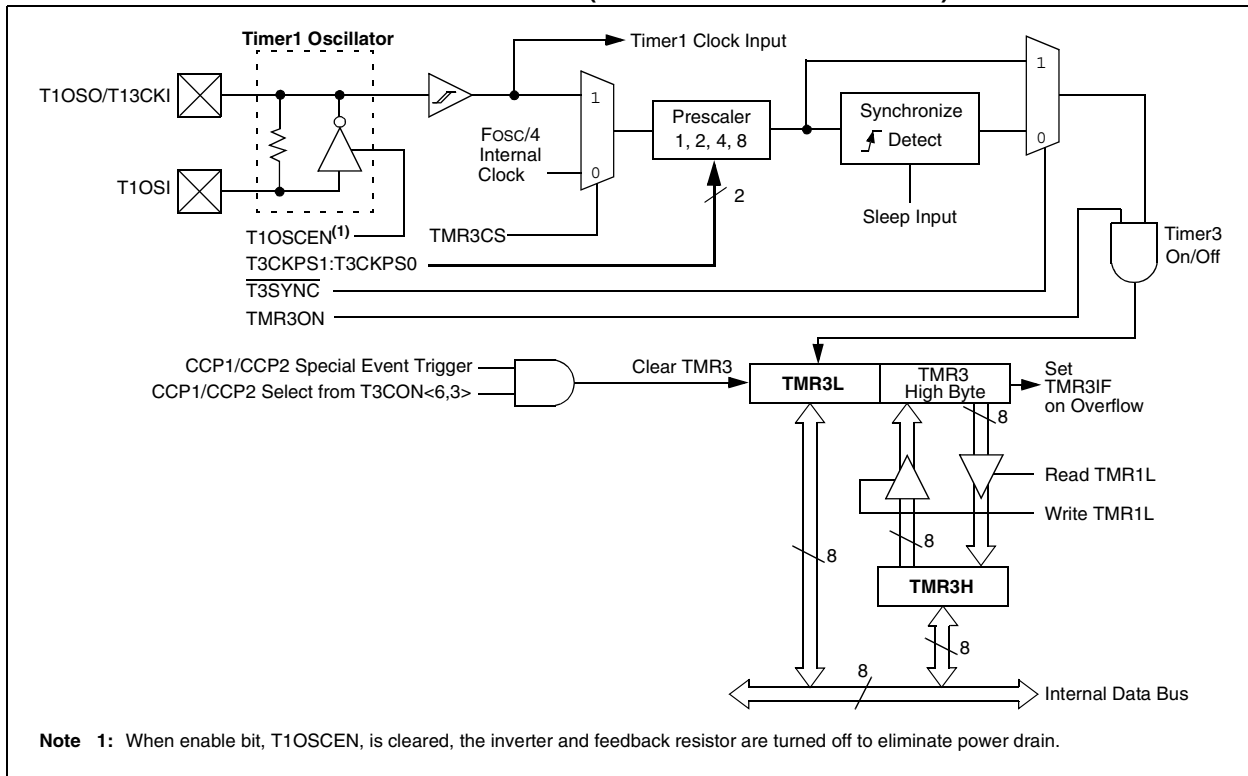 Timer1 Oscillator
Timer1 Clock Input
T1OSO/T13CKI
1
1
FOSC/4
Internal
Clock
0
Prescaler
1, 2, 4, 8
Synchronize
Detect
0
T1OSI
2
Sleep Input
T1OSCEN(1)
TMR3CS
Timer3
On/Off
T3CKPS1:T3CKPS0
T3SYNC
TMR3ON
CCP1/CCP2 Special Event Trigger
CCP1/CCP2 Select from T3CON<6,3>
Clear TMR3
TMR3L
TMR3
High Byte
Set
TMR3IF
on Overflow
8
Read TMR1L
Write TMR1L
8
8
TMR3H
8
8
Internal Data Bus
Note 1: When enable bit, T1OSCEN, is cleared, the inverter and feedback resistor are turned off to eliminate power drain.